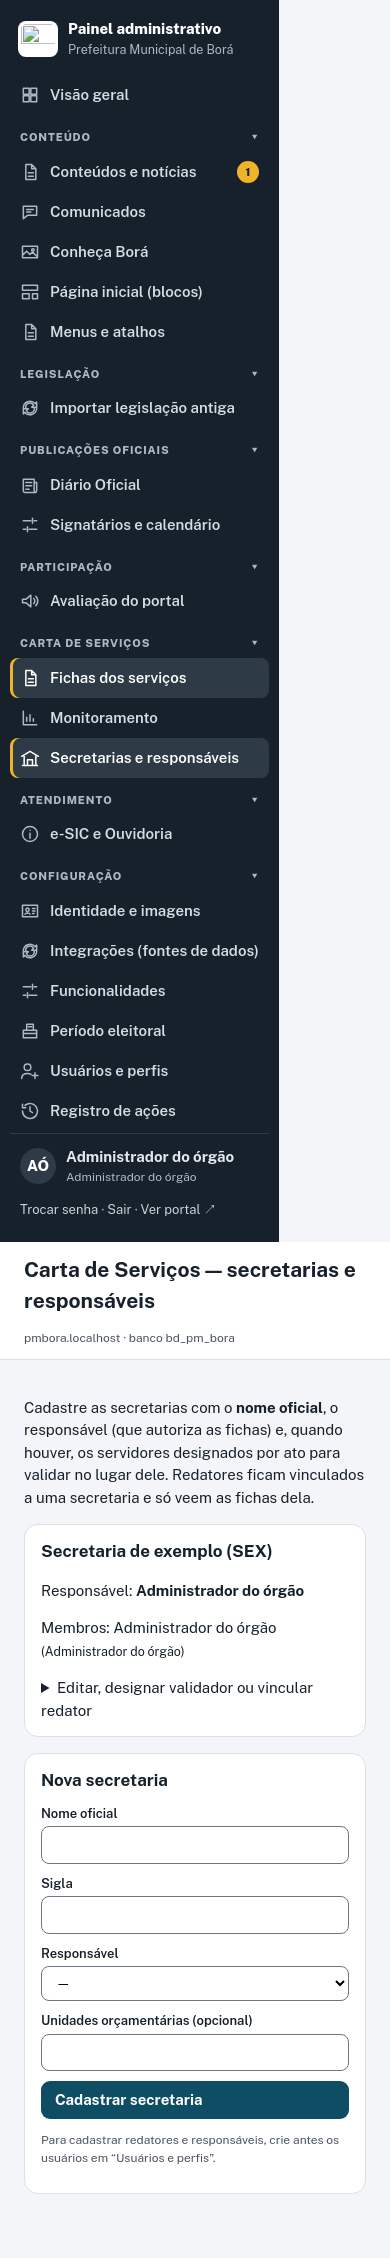 Painel administrativo
Prefeitura Municipal de Borá
Visão geral
CONTEÚDO
Conteúdos e notícias 1
Comunicados
Conheça Borá
Página inicial (blocos)
Menus e atalhos
LEGISLAÇÃO
Importar legislação antiga
PUBLICAÇÕES OFICIAIS
Diário Oficial
Signatários e calendário
PARTICIPAÇÃO
Avaliação do portal
CARTA DE SERVIÇOS
Fichas dos serviços
Monitoramento
Secretarias e responsáveis
ATENDIMENTO
e-SIC e Ouvidoria
CONFIGURAÇÃO
Identidade e imagens
Integrações (fontes de dados)
Funcionalidades
Período eleitoral
Usuários e perfis
Registro de ações
AÓ
Administrador do órgão
Administrador do órgão
Trocar senha · Sair · Ver portal ↗
Carta de Serviços — secretarias e
responsáveis
pmbora.localhost · banco bd_pm_bora
Cadastre as secretarias com o nome oficial, o
responsável (que autoriza as fichas) e, quando
houver, os servidores designados por ato para
validar no lugar dele. Redatores ficam vinculados
a uma secretaria e só veem as fichas dela.
Secretaria de exemplo (SEX)
Responsável: Administrador do órgão
Membros: Administrador do órgão
(Administrador do órgão)
Editar, designar validador ou vincular
redator
Nova secretaria
Nome oficial
Sigla
Responsável
—
Unidades orçamentárias (opcional)
Cadastrar secretaria
Para cadastrar redatores e responsáveis, crie antes os
usuários em “Usuários e perfis”.